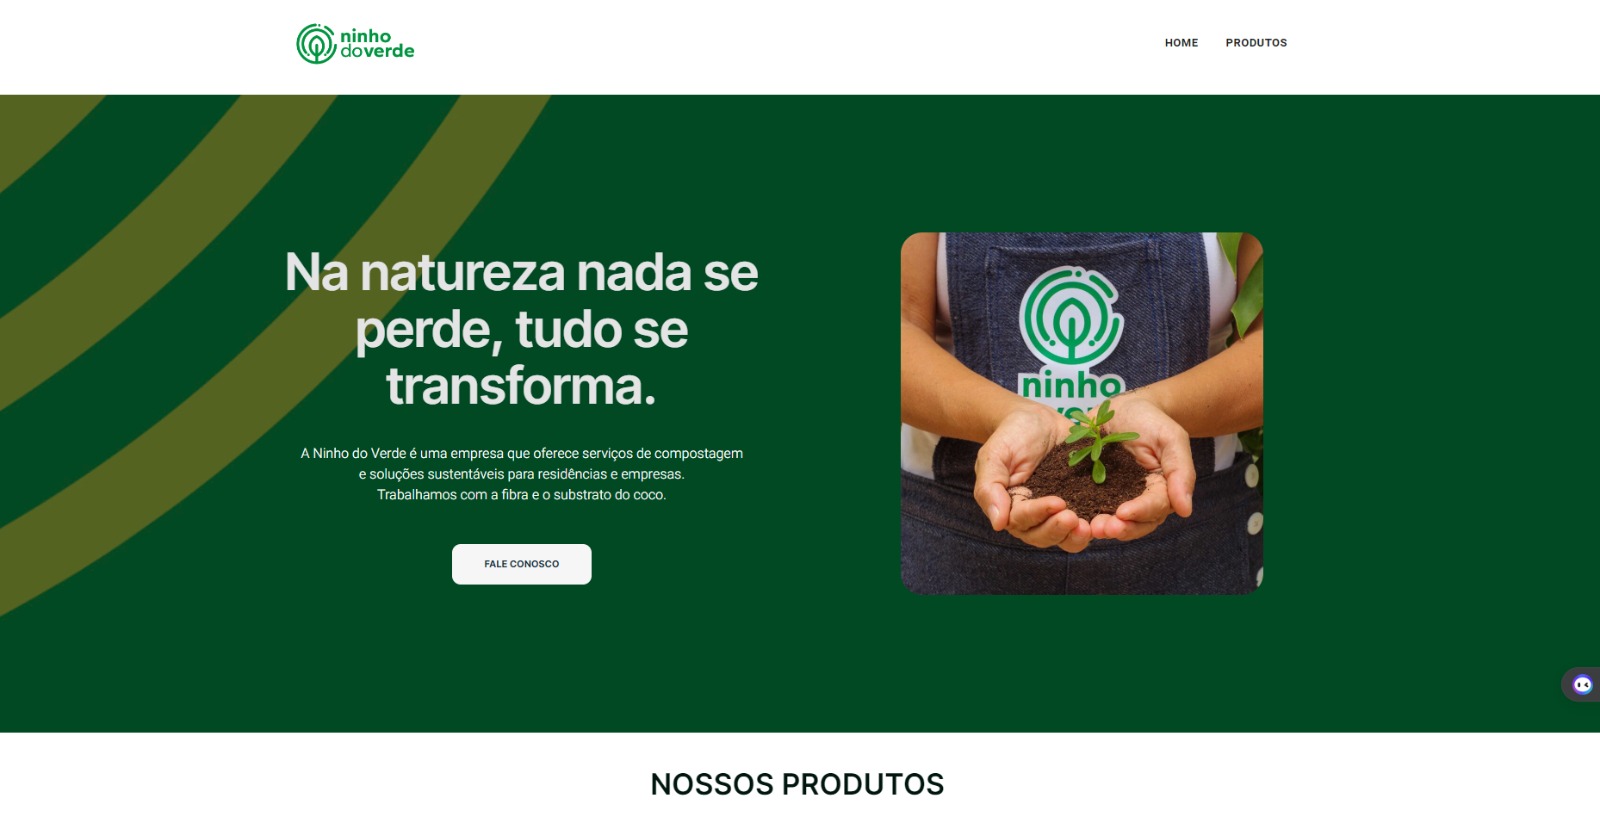 ninho
doverde
HOME
PRODUTOS
Na natureza nada se
perde, tudo se
transforma.
A Ninho do Verde é uma empresa que oferece serviços de compostagem
e soluções sustentáveis para residências e empresas.
Trabalhamos com a fibra e o substrato do coco.
FALE CONOSCO
ninho
NOSSOS PRODUTOS